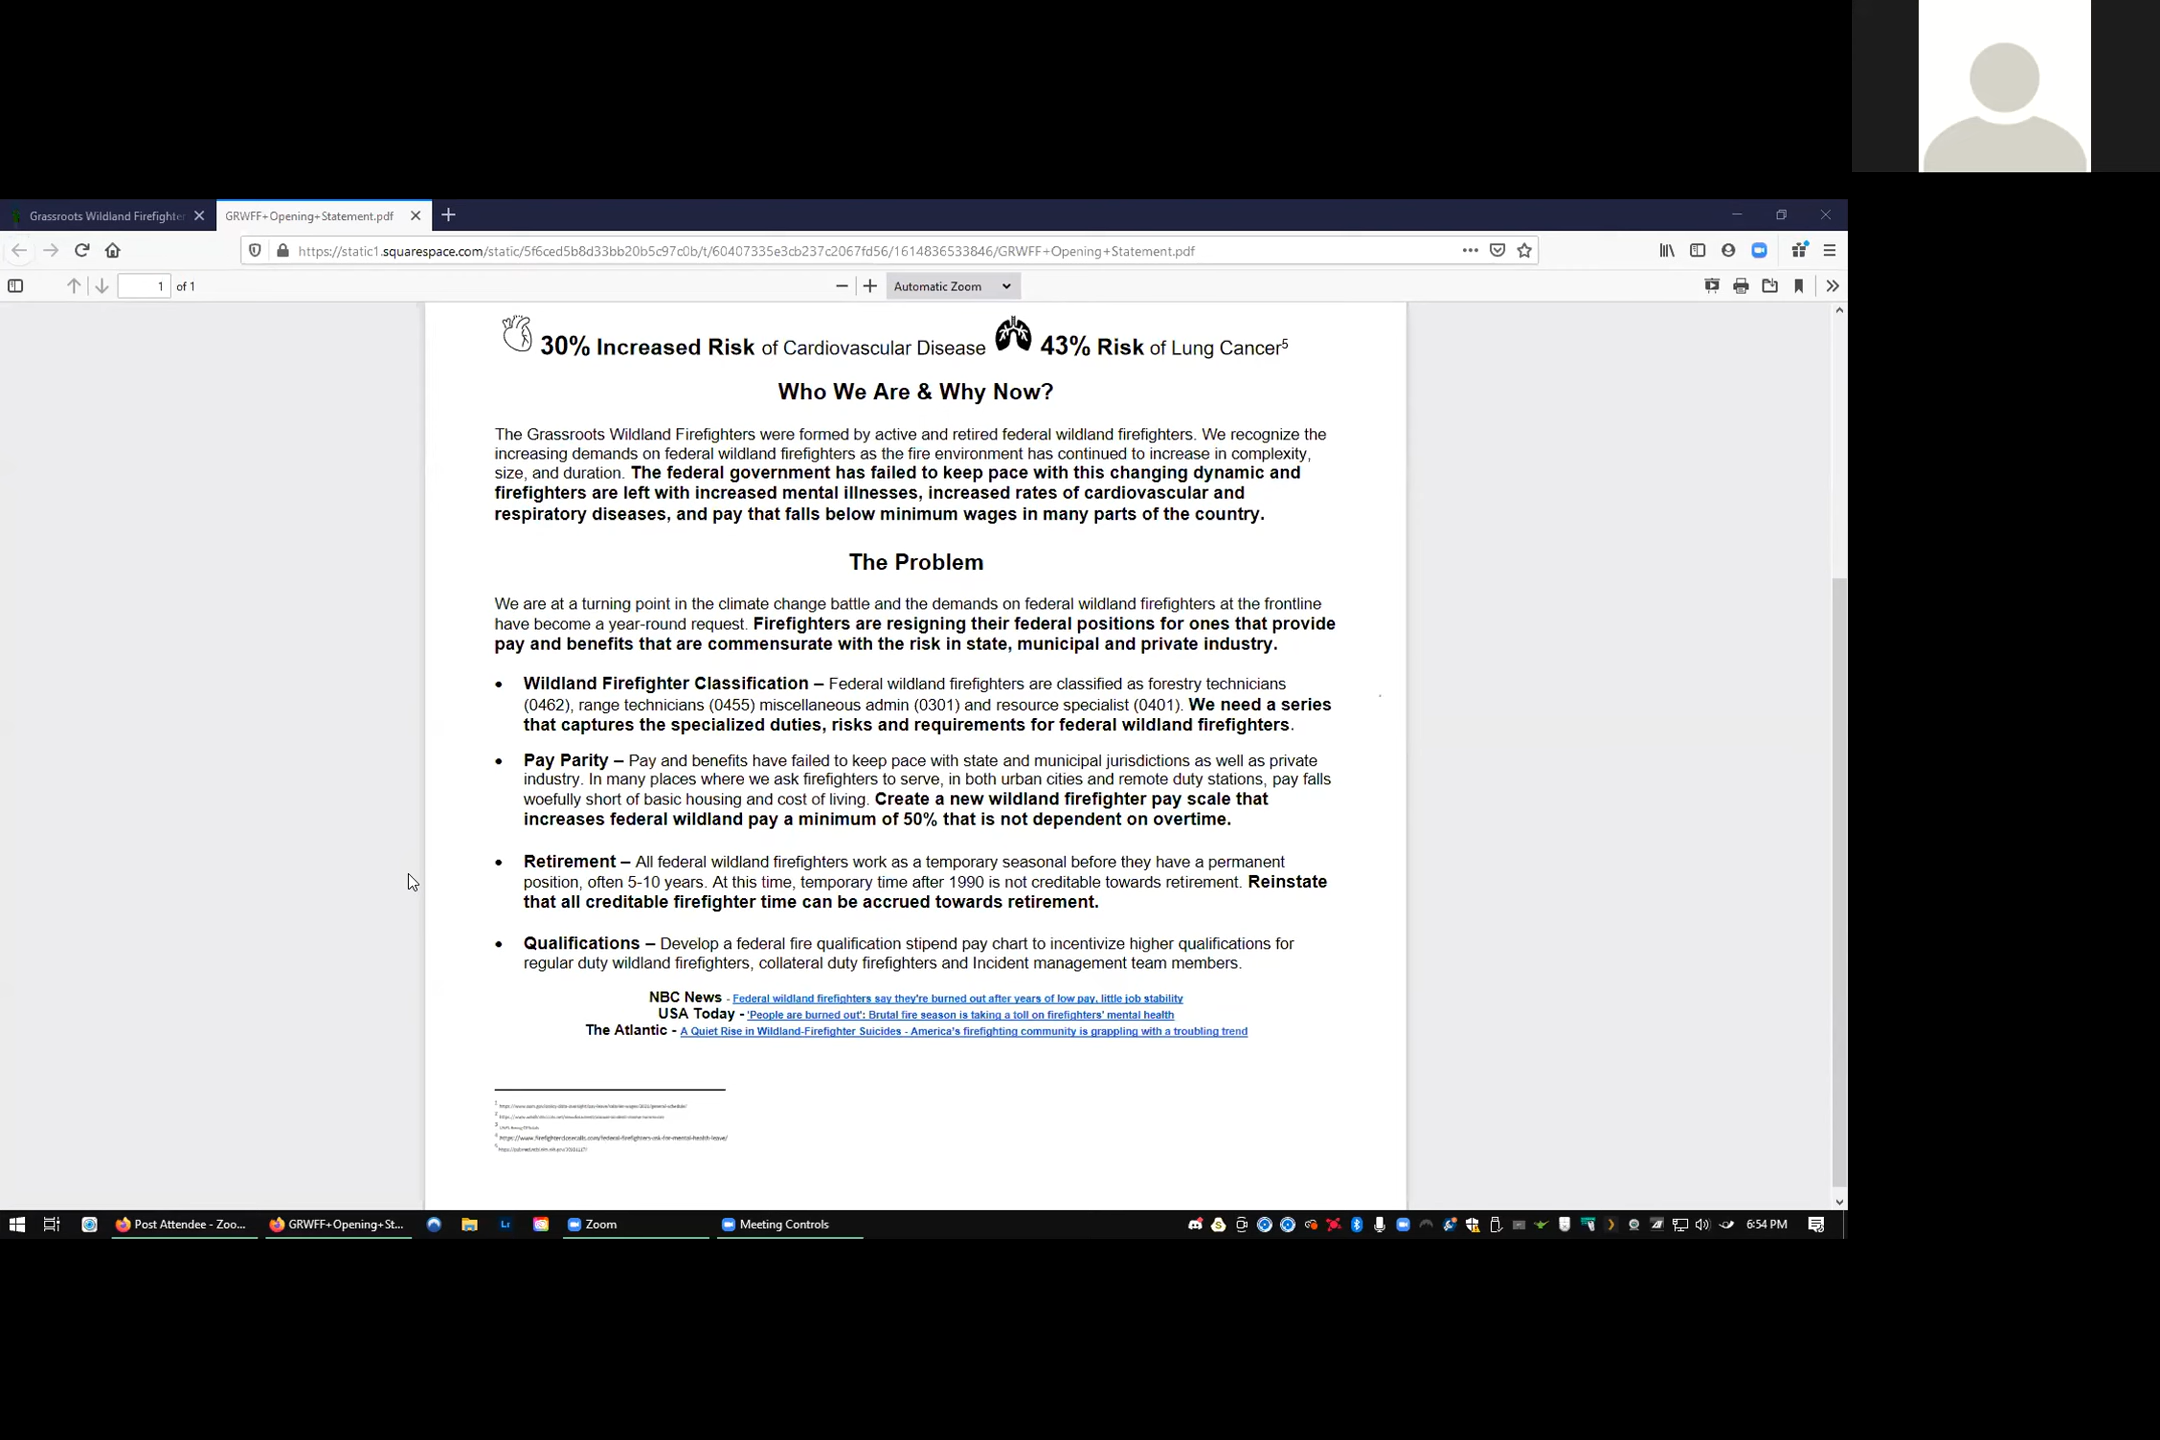 Grassroots Wildland Firefighter
GRWFF+Opening+Statement.pdf
https://static1.squarespace.com/static/5f6ced5b8d33bb20b5c97c0b/t/60407335e3cb237c2067fd56/1614836533846/GRWFF+Opening+Statement.pdf
1 of 1
Automatic Zoom
30% Increased Risk of Cardiovascular Disease 43% Risk of Lung Cancer5
Who We Are & Why Now?
The Grassroots Wildland Firefighters were formed by active and retired federal wildland firefighters. We recognize the
increasing demands on federal wildland firefighters as the fire environment has continued to increase in complexity,
size, and duration. The federal government has failed to keep pace with this changing dynamic and
firefighters are left with increased mental illnesses, increased rates of cardiovascular and
respiratory diseases, and pay that falls below minimum wages in many parts of the country.
The Problem
We are at a turning point in the climate change battle and the demands on federal wildland firefighters at the frontline
have become a year-round request. Firefighters are resigning their federal positions for ones that provide
pay and benefits that are commensurate with the risk in state, municipal and private industry.
• Wildland Firefighter Classification – Federal wildland firefighters are classified as forestry technicians
(0462), range technicians (0455) miscellaneous admin (0301) and resource specialist (0401). We need a series
that captures the specialized duties, risks and requirements for federal wildland firefighters.
• Pay Parity – Pay and benefits have failed to keep pace with state and municipal jurisdictions as well as private
industry. In many places where we ask firefighters to serve, in both urban cities and remote duty stations, pay falls
woefully short of basic housing and cost of living. Create a new wildland firefighter pay scale that
increases federal wildland pay a minimum of 50% that is not dependent on overtime.
• Retirement – All federal wildland firefighters work as a temporary seasonal before they have a permanent
position, often 5-10 years. At this time, temporary time after 1990 is not creditable towards retirement. Reinstate
that all creditable firefighter time can be accrued towards retirement.
• Qualifications – Develop a federal fire qualification stipend pay chart to incentivize higher qualifications for
regular duty wildland firefighters, collateral duty firefighters and Incident management team members.
NBC News - Federal wildland firefighters say they're burned out after years of low pay, little job stability
USA Today - 'People are burned out': Brutal fire season is taking a toll on firefighters' mental health
The Atlantic - A Quiet Rise in Wildland-Firefighter Suicides - America's firefighting community is grappling with a troubling trend
1
2
3
4 https://www.firefighterclosecalls.com/federal-firefighters-ask-for-mental-health-leave/
5
Post Attendee - Zoo...
GRWFF+Opening+St...
Lr
Zoom
Meeting Controls
6:54 PM